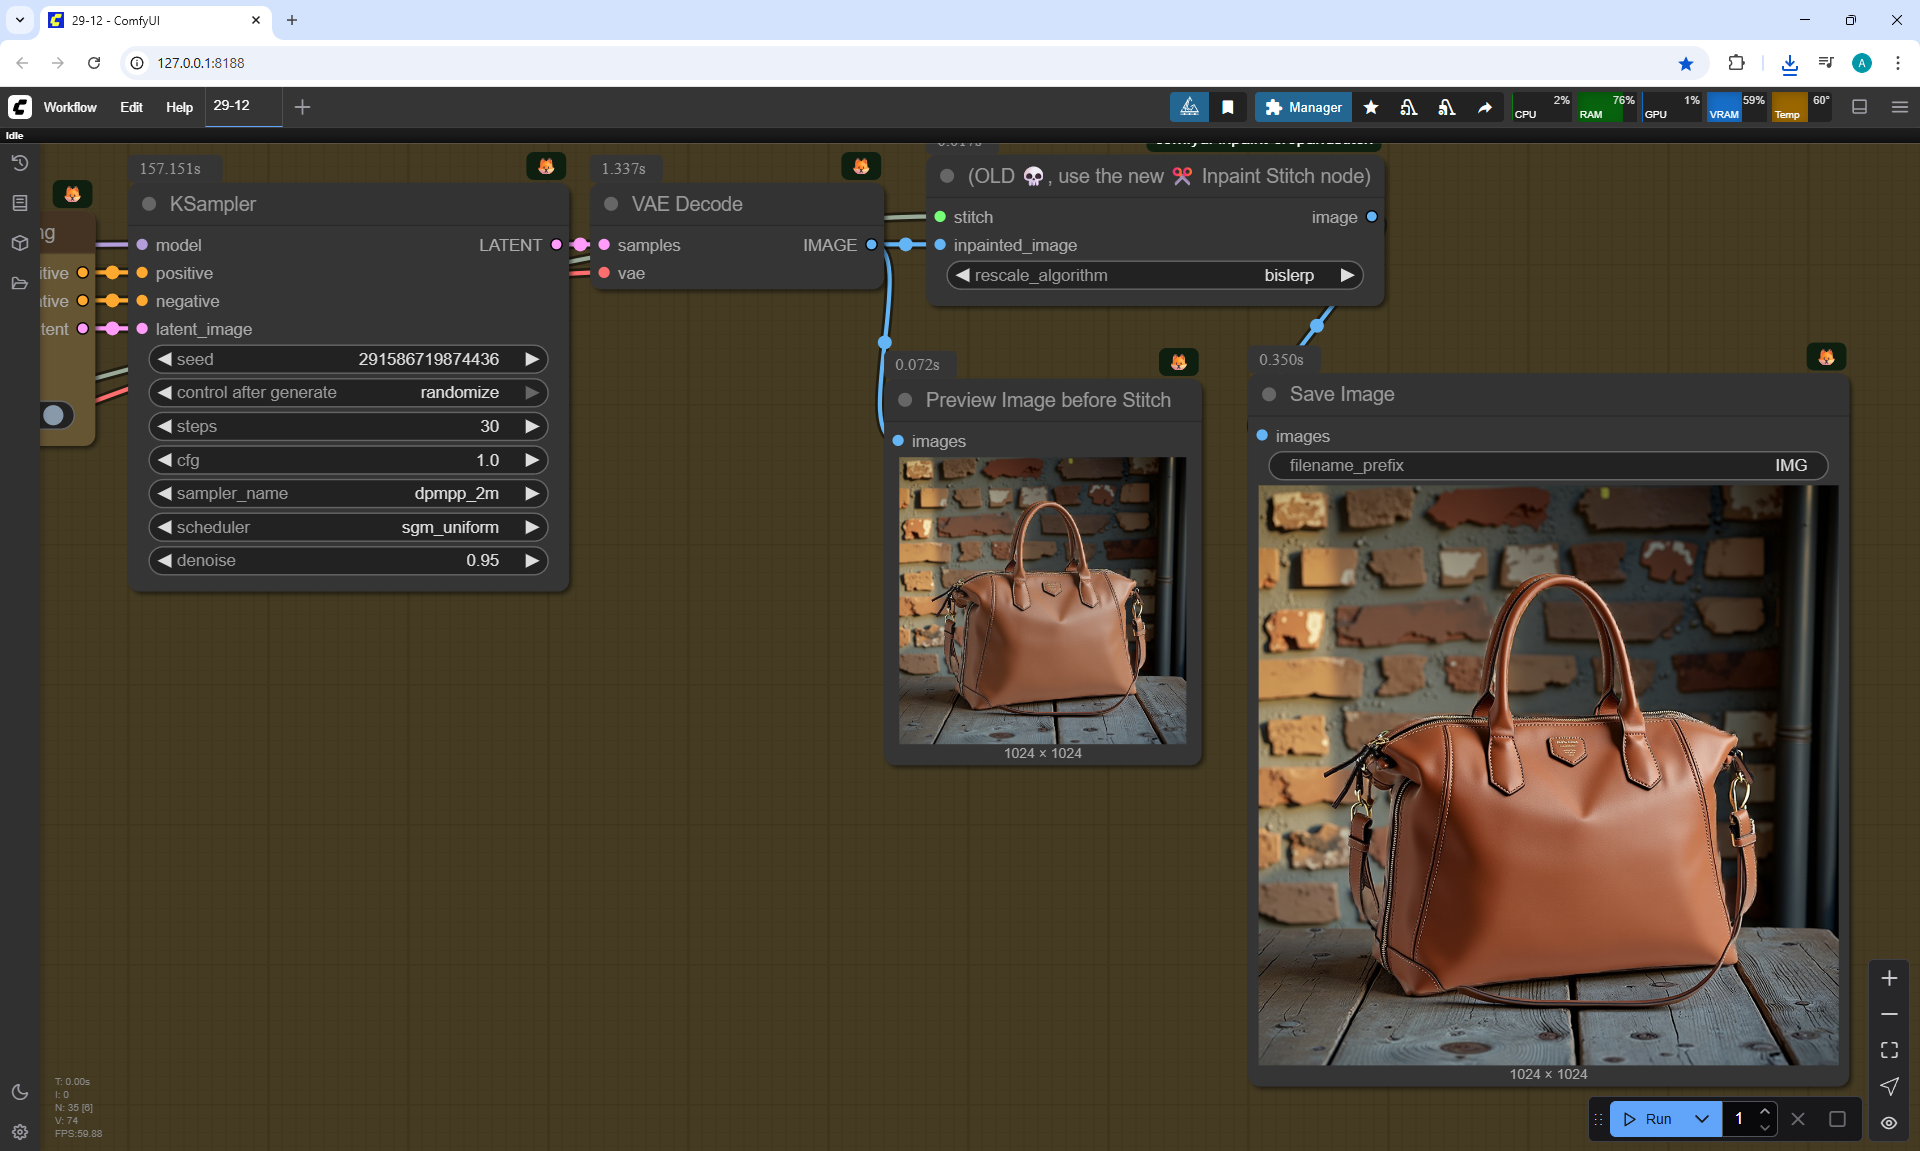 29-12 - ComfyUI
127.0.0.1:8188
Workflow Edit Help 29-12
Manager
CPU 2% RAM 76% GPU 1% VRAM 59% Temp 60°
Idle
157.151s
KSampler
model LATENT
positive
negative
latent_image
seed 291586719874436
control after generate randomize
steps 30
cfg 1.0
sampler_name dpmpp_2m
scheduler sgm_uniform
denoise 0.95
1.337s
VAE Decode
samples IMAGE
vae
(OLD 💀, use the new ✂️ Inpaint Stitch node)
stitch image
inpainted_image
rescale_algorithm bislerp
0.072s
Preview Image before Stitch
images
1024 × 1024
0.350s
Save Image
images
filename_prefix IMG
1024 × 1024
T: 0.00s
I: 0
N: 35 [6]
V: 74
FPS:59.88
Run 1
A